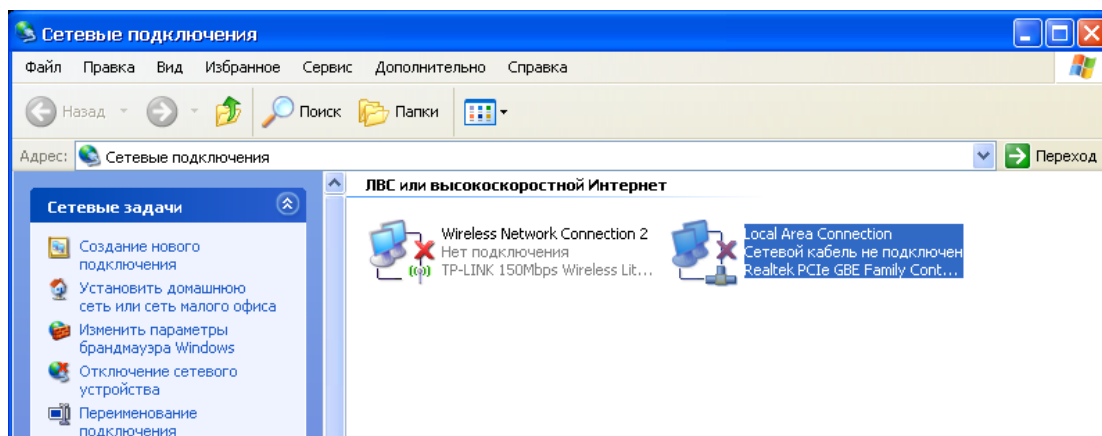 Сетевые подключения
Файл Правка Вид Избранное Сервис Дополнительно Справка
Назад Поиск Папки
Адрес: Сетевые подключения Переход
Сетевые задачи
Создание нового
подключения
Установить домашнюю
сеть или сеть малого офиса
Изменить параметры
брандмауэра Windows
Отключение сетевого
устройства
Переименование
подключения
ЛВС или высокоскоростной Интернет
Wireless Network Connection 2
Нет подключения
TP-LINK 150Mbps Wireless Lit...
Local Area Connection
Сетевой кабель не подключен
Realtek PCIe GBE Family Cont...